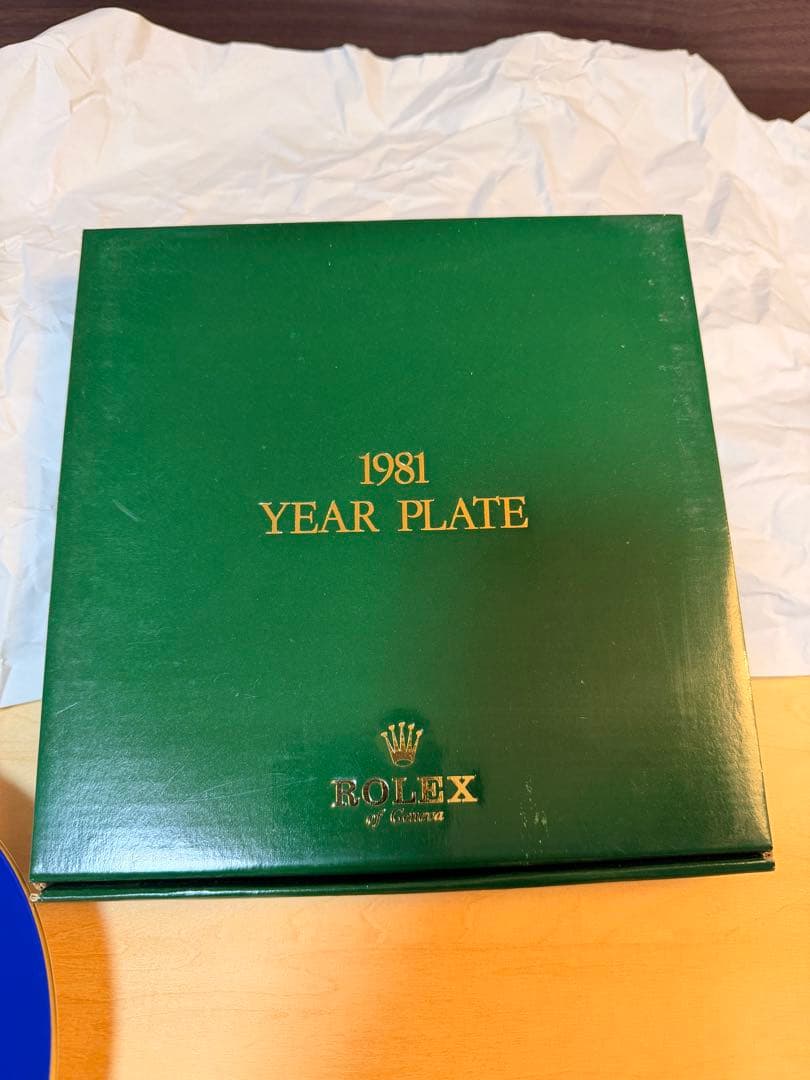 1981
YEAR PLATE
ROLEX
of Geneva